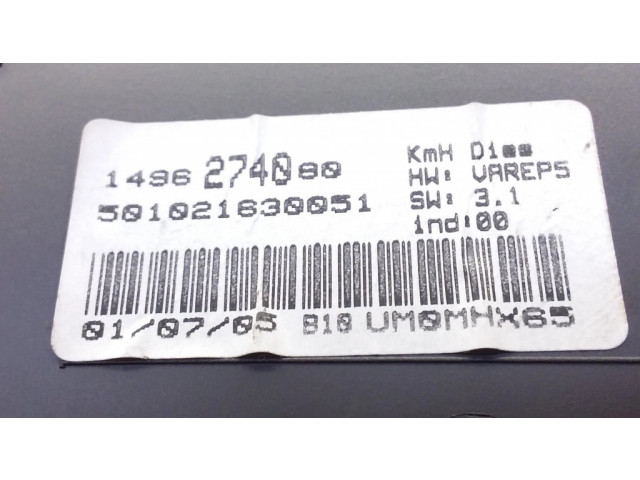 1496 2740 80
501021630051
KmH Dies
HW: VAREP5
SW: 3.1
ind:00
01/07/05 B10 UM0MHX65